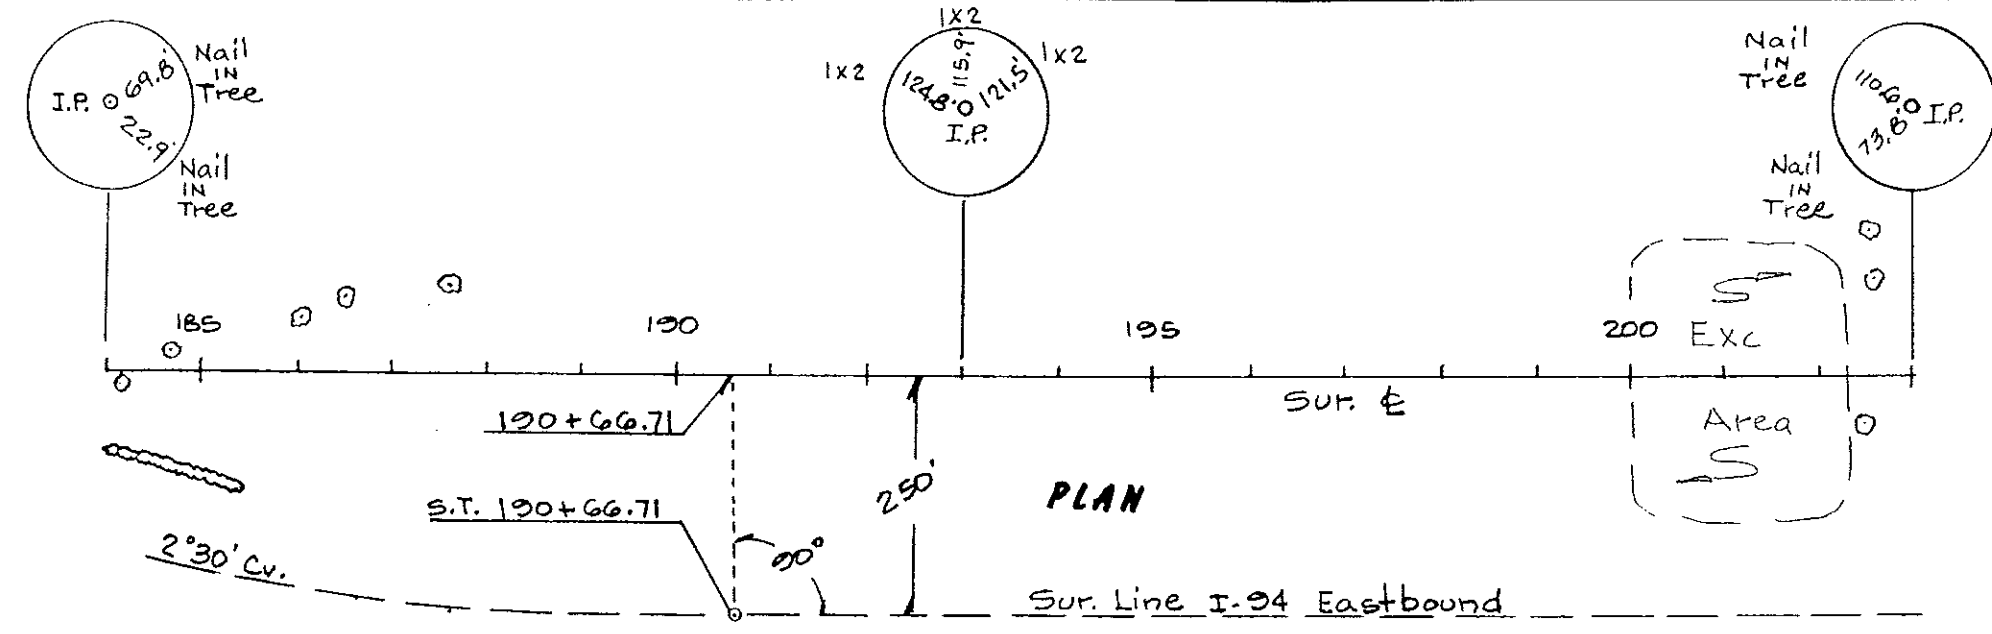 Nail
IN
Tree
69.8'
I.P.
22.9'
Nail
IN
Tree
1x2
1x2
1x2
115.9'
124.8'
121.5'
I.P.
Nail
IN
Tree
110.6'
I.P.
73.8'
Nail
IN
Tree
185
190
195
200
Exc
Area
S
S
Sur. ℄
190+66.71
S.T. 190+66.71
250'
90°
PLAN
2°30' Cv.
Sur. Line I-94 Eastbound